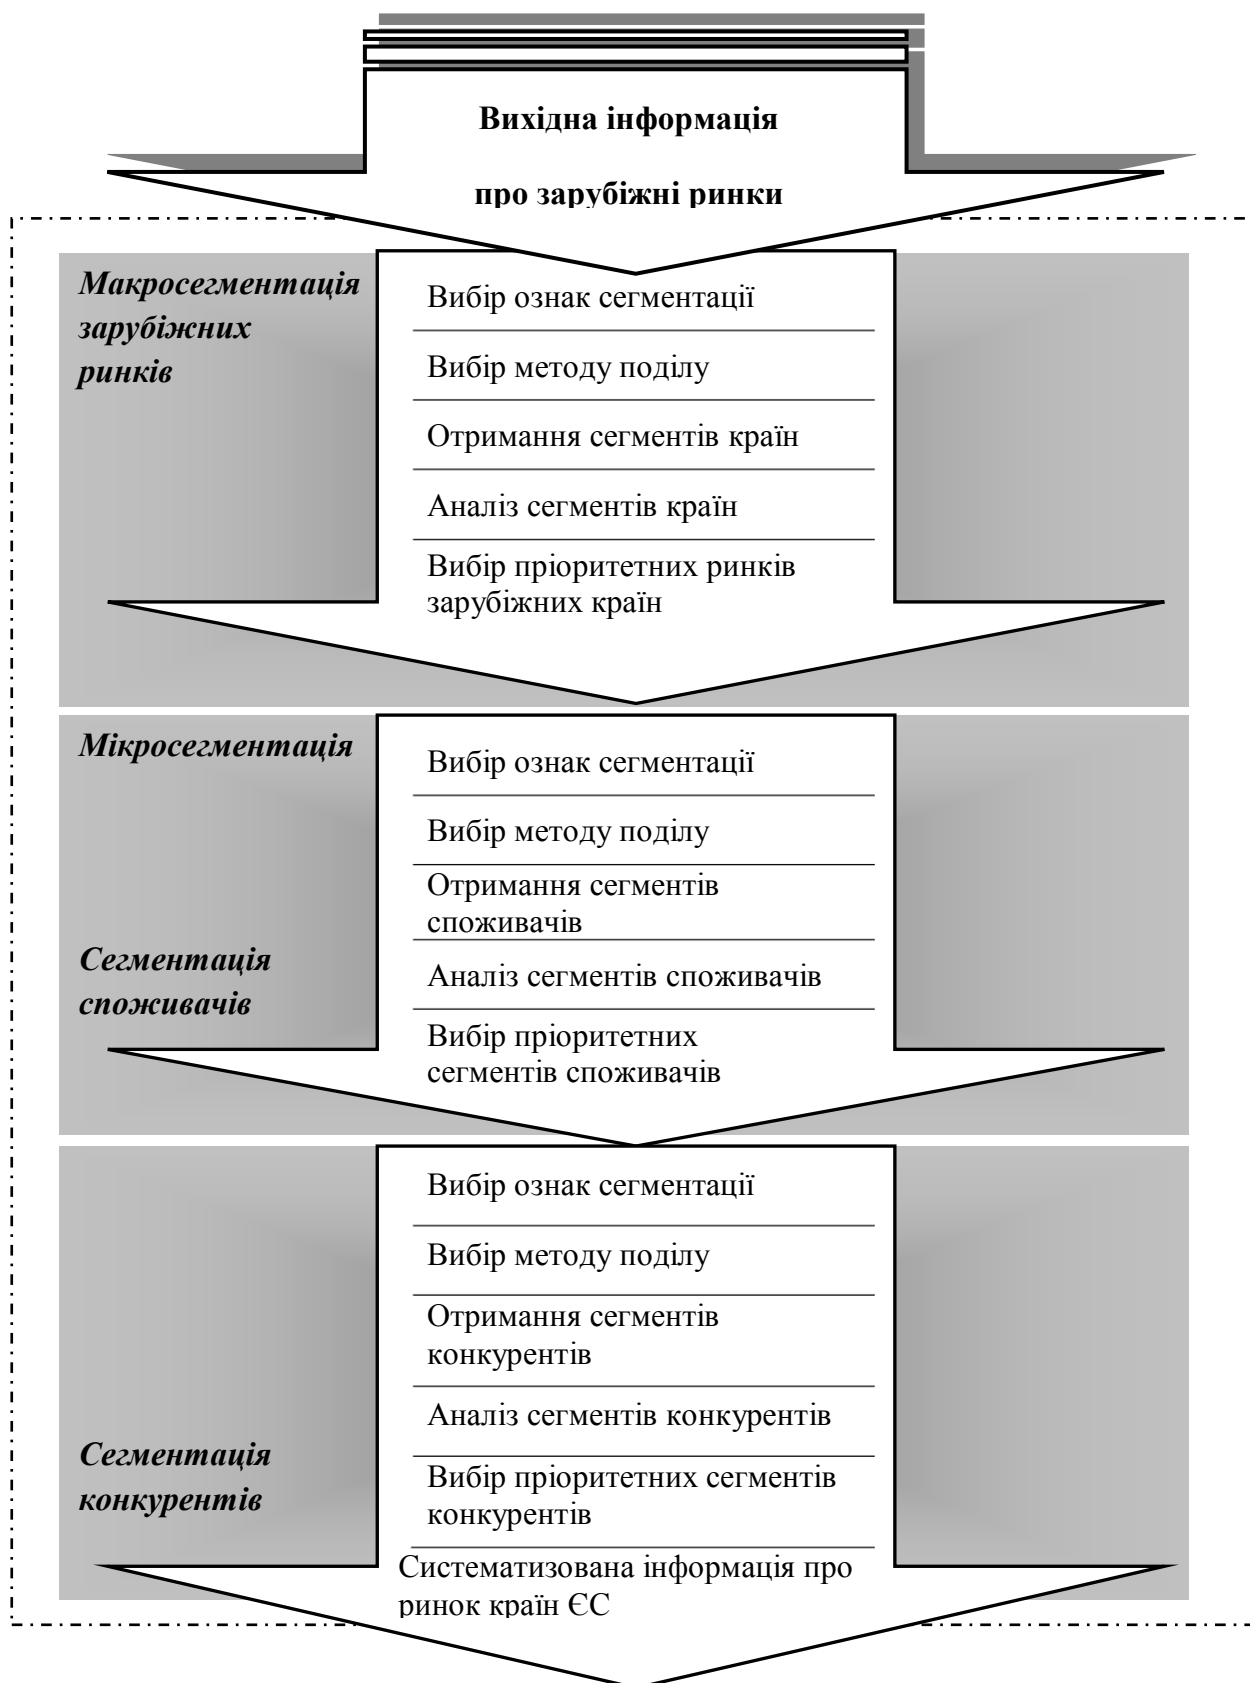 Вихідна інформація
про зарубіжні ринки
Макросегментація
зарубіжних
ринків
Вибір ознак сегментації
Вибір методу поділу
Отримання сегментів країн
Аналіз сегментів країн
Вибір пріоритетних ринків
зарубіжних країн
Мікросегментація
Вибір ознак сегментації
Вибір методу поділу
Отримання сегментів
споживачів
Сегментація
споживачів
Аналіз сегментів споживачів
Вибір пріоритетних
сегментів споживачів
Вибір ознак сегментації
Вибір методу поділу
Отримання сегментів
конкурентів
Аналіз сегментів конкурентів
Сегментація
конкурентів
Вибір пріоритетних сегментів
конкурентів
Систематизована інформація про
ринок країн ЄС